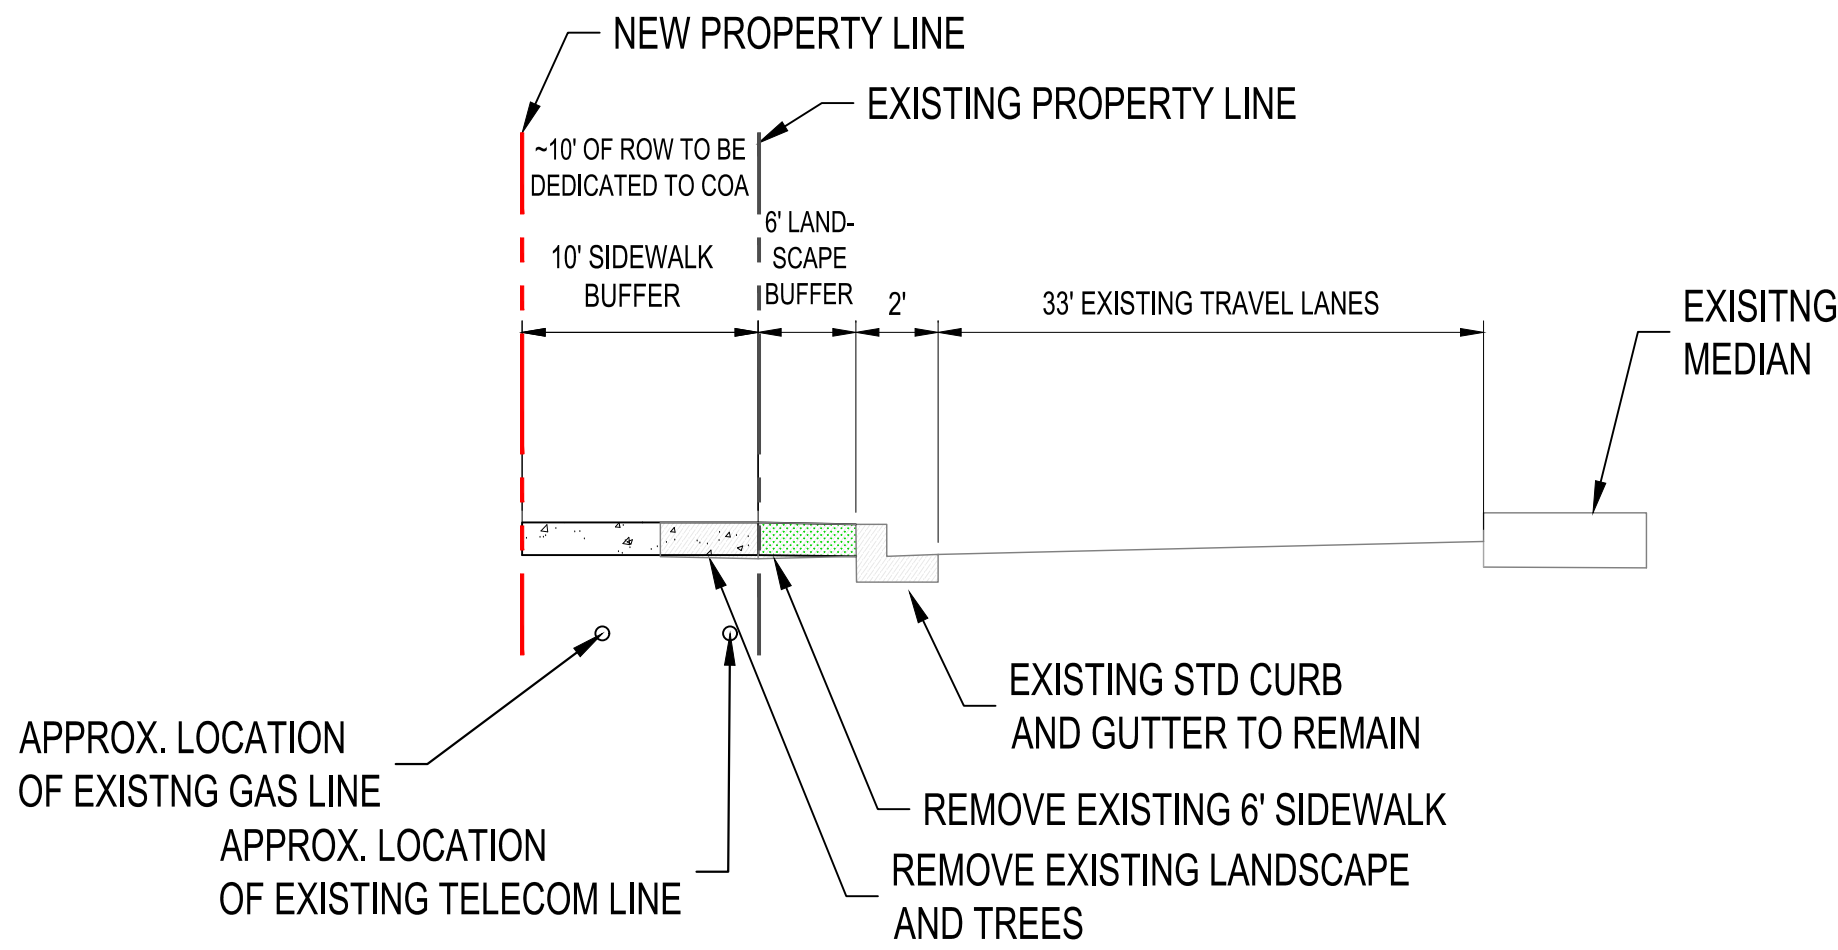 NEW PROPERTY LINE
EXISTING PROPERTY LINE
~10' OF ROW TO BE
DEDICATED TO COA
6' LAND-
SCAPE
BUFFER
10' SIDEWALK
BUFFER
2'
33' EXISTING TRAVEL LANES
EXISITNG
MEDIAN
EXISTING STD CURB
AND GUTTER TO REMAIN
APPROX. LOCATION
OF EXISTNG GAS LINE
REMOVE EXISTING 6' SIDEWALK
APPROX. LOCATION
OF EXISTING TELECOM LINE
REMOVE EXISTING LANDSCAPE
AND TREES